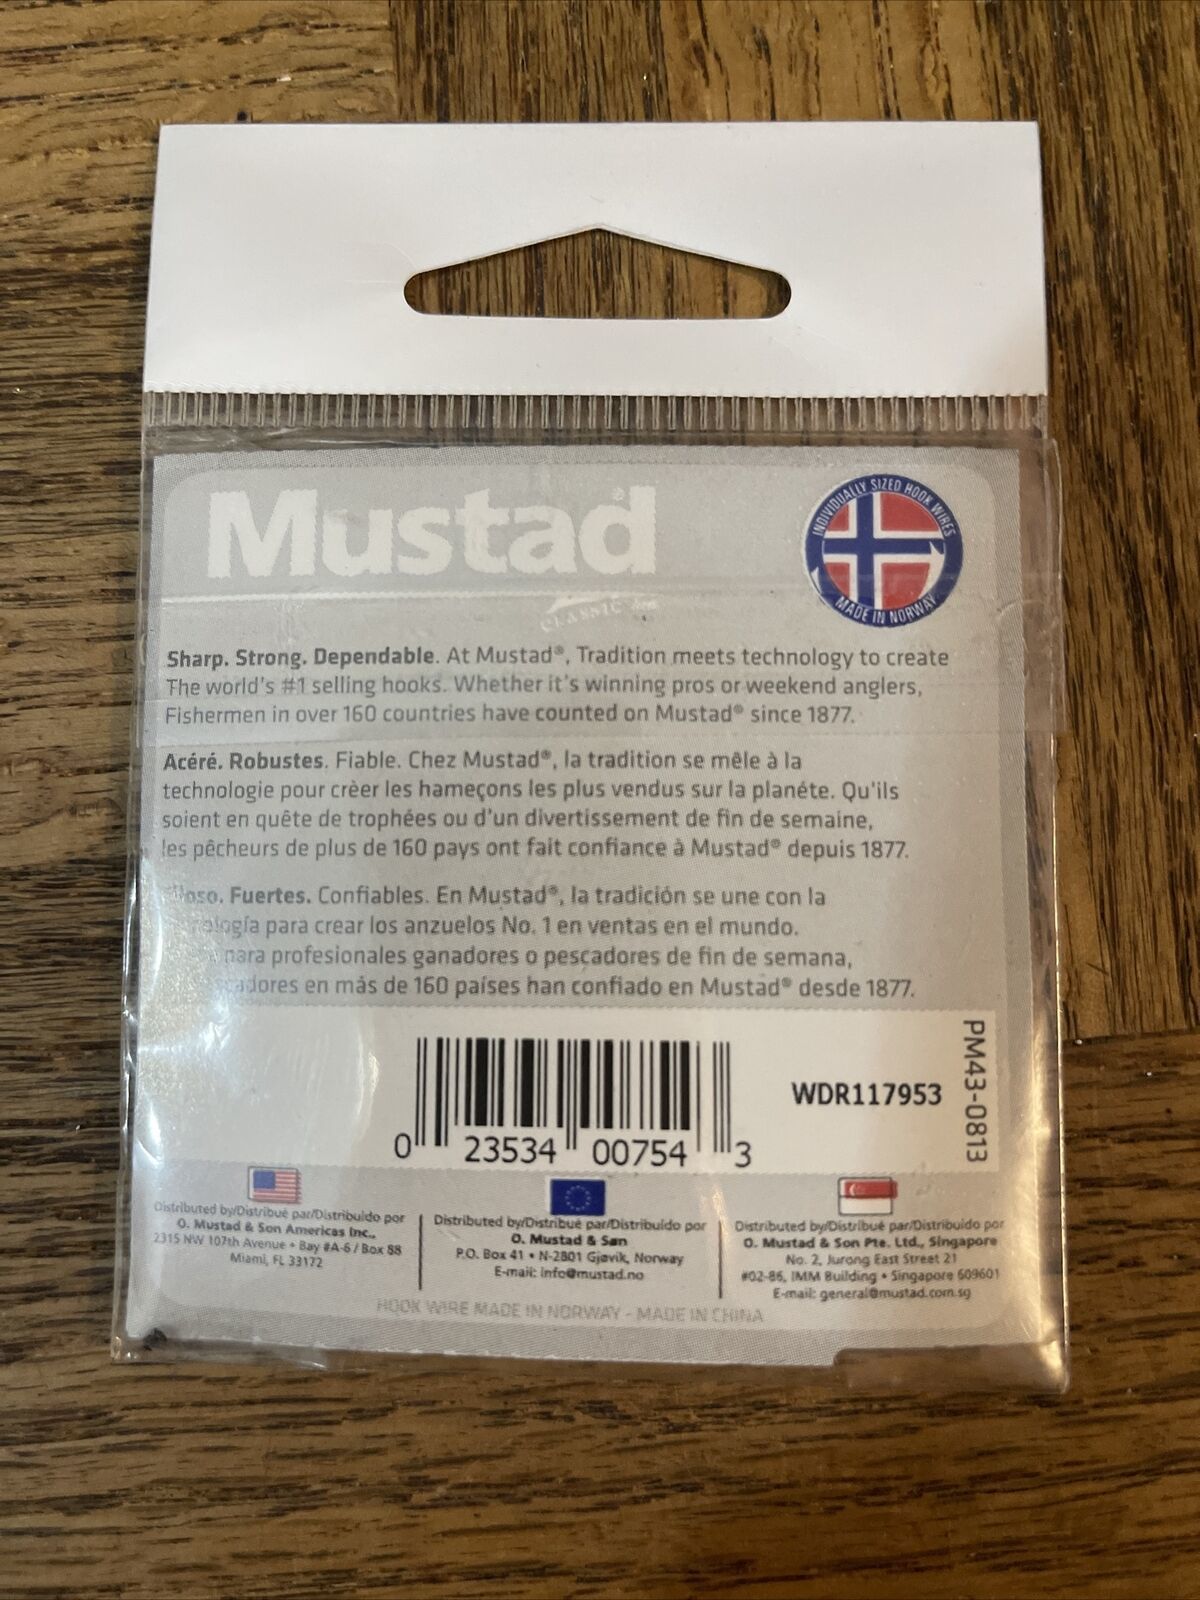 Mustad
CLASSIC
INDIVIDUALLY SIZED HOOK WIRES
MADE IN NORWAY
Sharp. Strong. Dependable. At Mustad®, Tradition meets technology to create
The world's #1 selling hooks. Whether it's winning pros or weekend anglers,
Fishermen in over 160 countries have counted on Mustad® since 1877.
Acéré. Robustes. Fiable. Chez Mustad®, la tradition se mêle à la
technologie pour crèer les hameçons les plus vendus sur la planéte. Qu'ils
soient en quête de trophées ou d'un divertissement de fin de semaine,
les pêcheurs de plus de 160 pays ont fait confiance à Mustad® depuis 1877.
Fuertes. Confiables. En Mustad®, la tradición se une con la
para crear los anzuelos No. 1 en ventas en el mundo.
para profesionales ganadores o pescadores de fin de semana,
en más de 160 países han confiado en Mustad® desde 1877.
PM43-0813
WDR117953
0 23534 00754 3
Distributed by/Distribué par/Distribuido por
O. Mustad & Son Americas Inc.,
2315 NW 107th Avenue • Bay #A-6 / Box 88
Miami, FL 33172
Distributed by/Distribué par/Distribuido por
O. Mustad & Søn
P.O. Box 41 • N-2801 Gjøvik, Norway
E-mail: info@mustad.no
Distributed by/Distribué par/Distribuido por
O. Mustad & Son Pte. Ltd., Singapore
No. 2, Jurong East Street 21
#02-86, IMM Building • Singapore 609601
E-mail: general@mustad.com.sg
HOOK WIRE MADE IN NORWAY - MADE IN CHINA